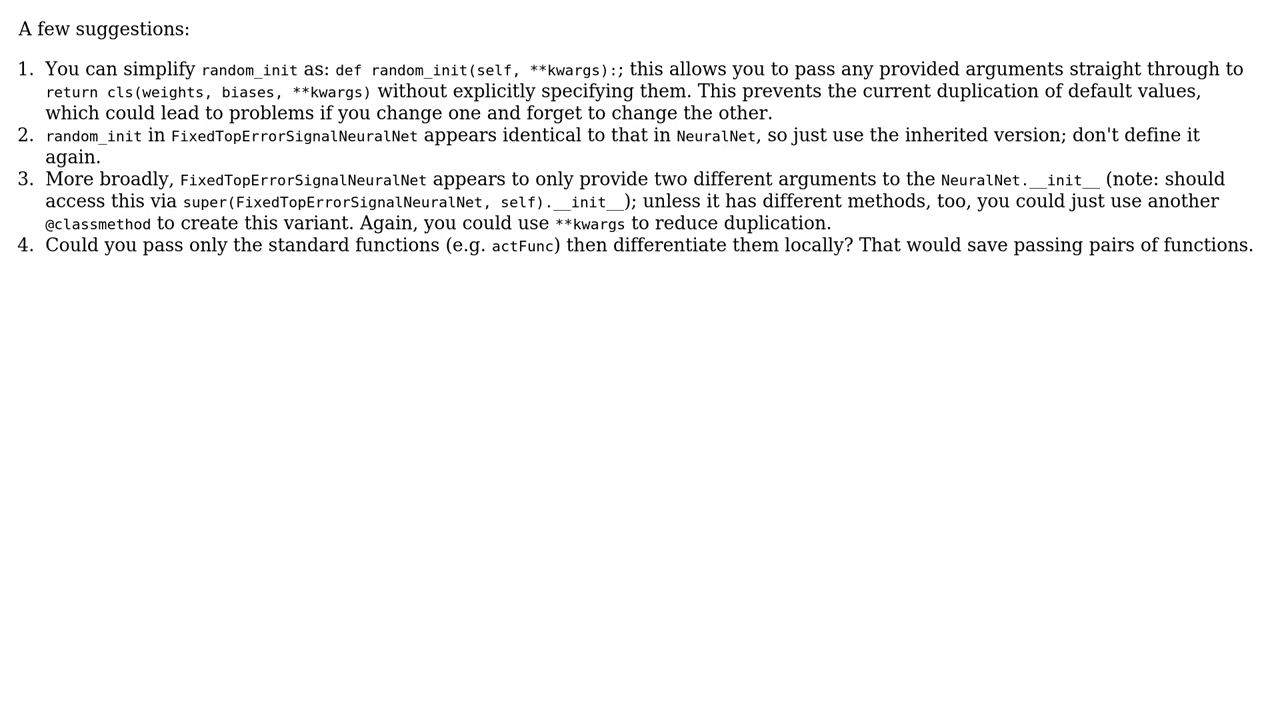 A few suggestions:
1. You can simplify random_init as: def random_init(self, **kwargs):; this allows you to pass any provided arguments straight through to
return cls(weights, biases, **kwargs) without explicitly specifying them. This prevents the current duplication of default values,
which could lead to problems if you change one and forget to change the other.
2. random_init in FixedTopErrorSignalNeuralNet appears identical to that in NeuralNet, so just use the inherited version; don't define it
again.
3. More broadly, FixedTopErrorSignalNeuralNet appears to only provide two different arguments to the NeuralNet.__init__ (note: should
access this via super(FixedTopErrorSignalNeuralNet, self).__init__); unless it has different methods, too, you could just use another
@classmethod to create this variant. Again, you could use **kwargs to reduce duplication.
4. Could you pass only the standard functions (e.g. actFunc) then differentiate them locally? That would save passing pairs of functions.